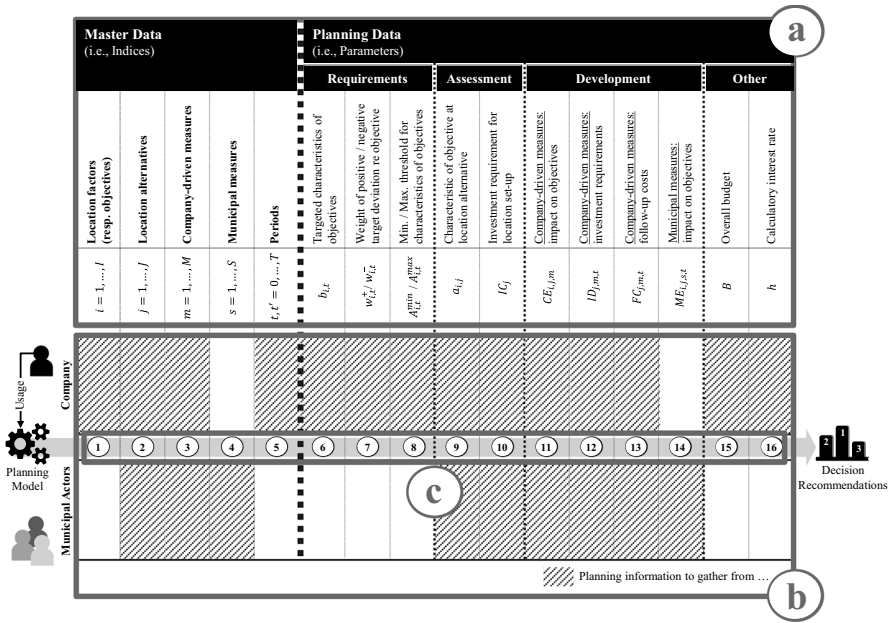 Master Data
(i.e., Indices)
Planning Data
(i.e., Parameters)
a
Requirements
Assessment
Development
Other
Location factors
(resp. objectives)
Location alternatives
Company-driven measures
Municipal measures
Periods
Targeted characteristics of
objectives
Weight of positive / negative
target deviation re objective
Min. / Max. threshold for
characteristics of objectives
Characteristic of objective at
location alternative
Investment requirement for
location set-up
Company-driven measures:
impact on objectives
Company-driven measures:
investment requirements
Company-driven measures:
follow-up costs
Municipal measures:
impact on objectives
Overall budget
Calculatory interest rate
i = 1, … , I
j = 1, … , J
m = 1, … , M
s = 1, … , S
t, t′ = 0, … , T
b_{i,t}
w^+_{i,t} / w^-_{i,t}
A^{min}_{i,t} / A^{max}_{i,t}
a_{i,j}
IC_j
CE_{i,j,m}
ID_{j,m,t}
FC_{j,m,t}
ME_{i,j,s,t}
B
h
Company
Usage
1 2 3 4 5 6 7 8 9 10 11 12 13 14 15 16
Planning
Model
2 1 3
Decision
Recommendations
c
Municipal Actors
Planning information to gather from …
b